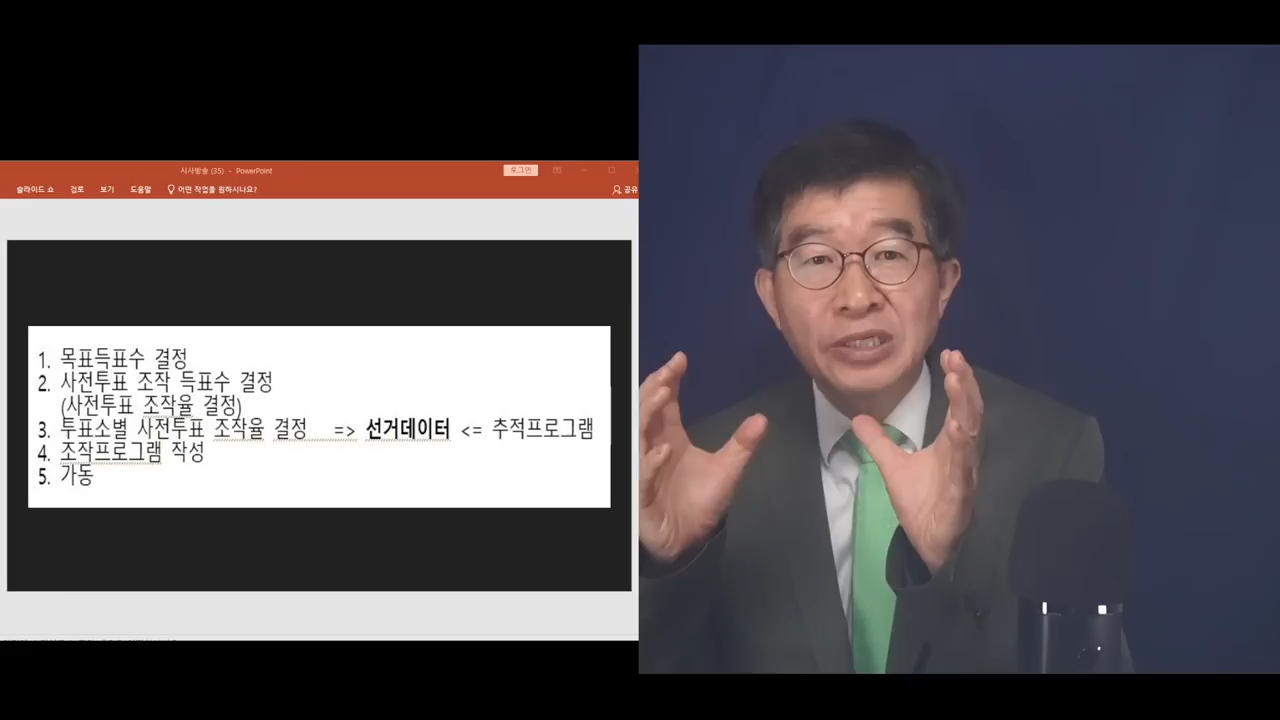 시사방송 (35) - PowerPoint
로그인
슬라이드 쇼 검토 보기 도움말 어떤 작업을 원하시나요? 공유
1. 목표득표수 결정
2. 사전투표 조작 득표수 결정
(사전투표 조작율 결정)
3. 투표소별 사전투표 조작율 결정 => 선거데이터 <= 추적프로그램
4. 조작프로그램 작성
5. 가동